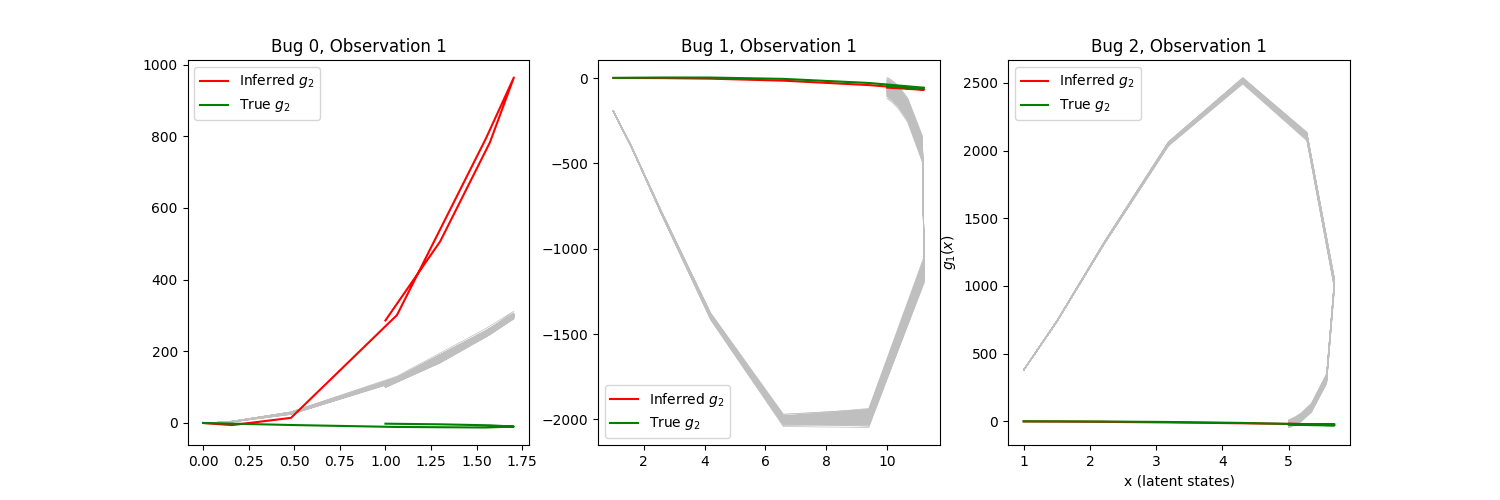 Bug 0, Observation 1
Inferred g₂
True g₂
1000
800
600
400
200
0
0.00 0.25 0.50 0.75 1.00 1.25 1.50 1.75
Bug 1, Observation 1
0
−500
−1000
−1500
−2000
Inferred g₂
True g₂
2 4 6 8 10
Bug 2, Observation 1
Inferred g₂
True g₂
g₁(x)
2500
2000
1500
1000
500
0
1 2 3 4 5
x (latent states)